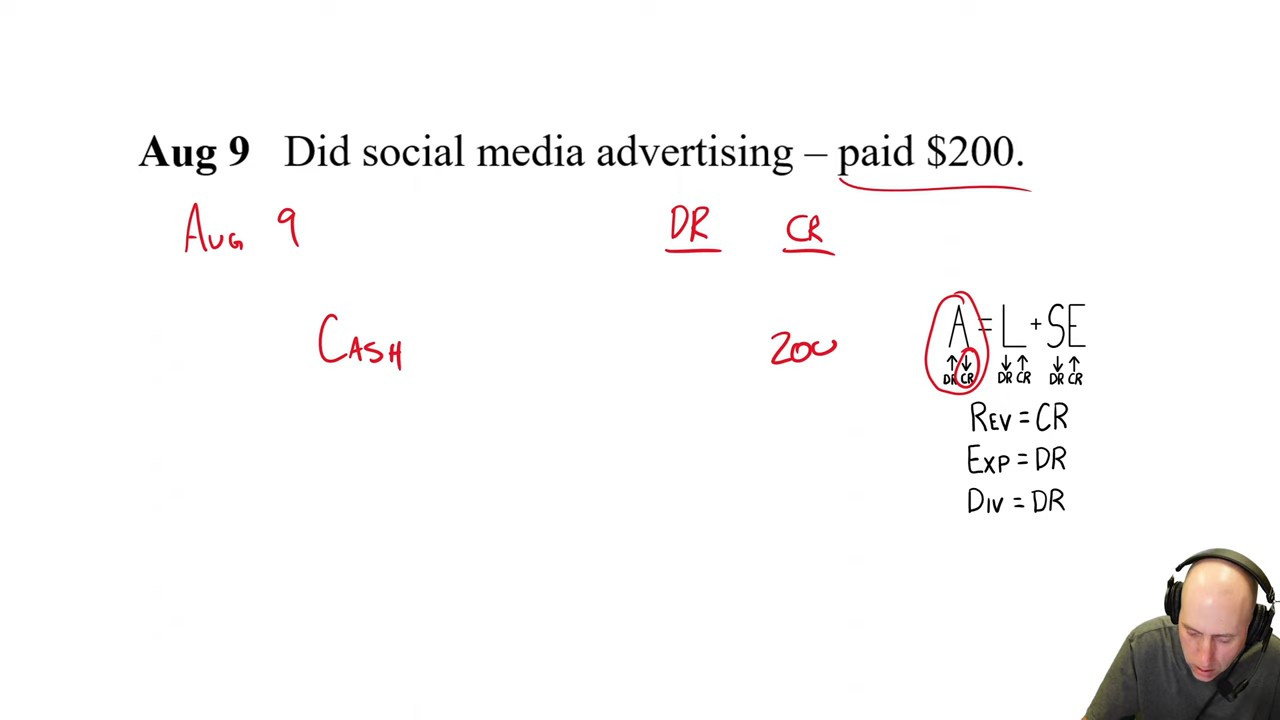 Aug 9 Did social media advertising – paid $200.
AUG 9 DR CR
CASH 200
A = L + SE
↑ ↓ ↓ ↑ ↓ ↑
DR CR DR CR DR CR
REV = CR
EXP = DR
DIV = DR